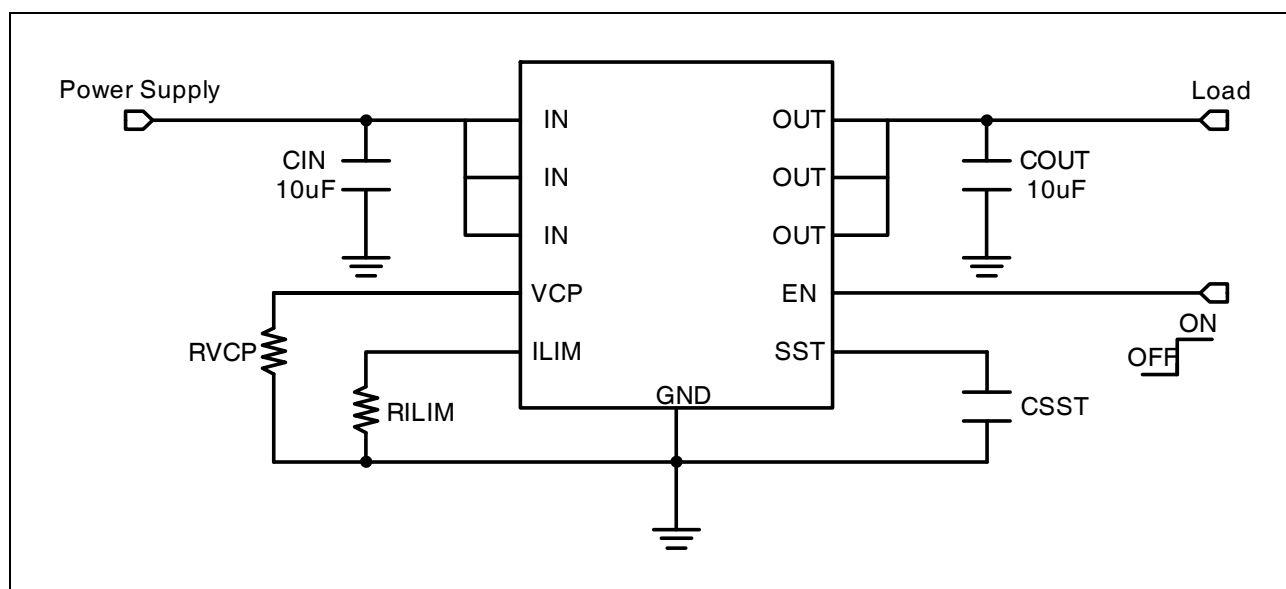 Power Supply
Load
IN
OUT
CIN
10uF
COUT
10uF
IN
OUT
IN
OUT
VCP
EN
ON
OFF
RVCP
ILIM
SST
RILIM
GND
CSST